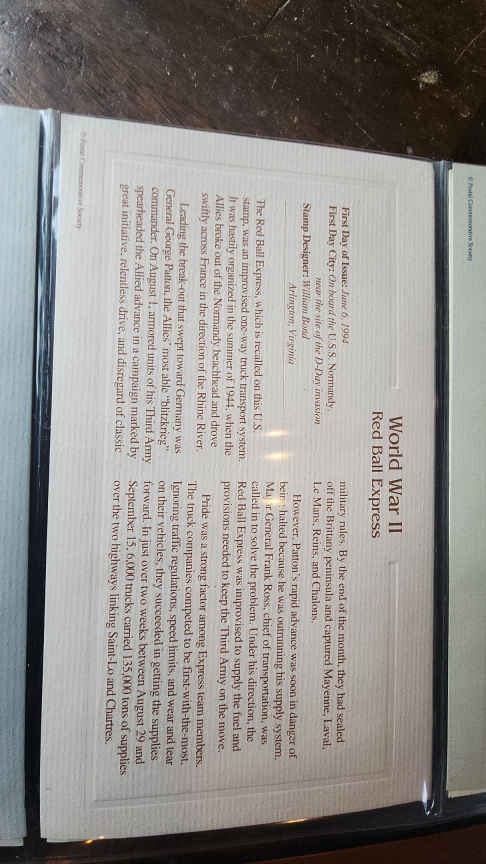 World War II
Red Ball Express
First Day of Issue: June 6, 1994
First Day City: On board the U.S.S. Normandy,
near the site of the D-Day invasion
Stamp Designer: William Bond
Arlington, Virginia
The Red Ball Express, which is recalled on this U.S.
stamp, was an improvised one-way truck transport system.
It was hastily organized in the summer of 1944, when the
Allies broke out of the Normandy beachhead and drove
swiftly across France in the direction of the Rhine River.
Leading the break-out that swept toward Germany was
General George Patton, the Allies' most able "blitzkrieg"
commander. On August 1, armored units of his Third Army
spearheaded the Allied advance in a campaign marked by
great initiative, relentless drive, and disregard of classic
military rules. By the end of the month, they had sealed
off the Brittany peninsula and captured Mayenne, Laval,
Le Mans, Reins, and Chalons.
However, Patton's rapid advance was soon in danger of
being halted because he was outrunning his supply system.
Major General Frank Ross, chief of transportation, was
called in to solve the problem. Under his direction, the
Red Ball Express was improvised to supply the fuel and
provisions needed to keep the Third Army on the move.
Pride was a strong factor among Express team members.
The truck companies competed to be first-with-the-most.
Ignoring traffic regulations, speed limits, and wear and tear
on their vehicles, they succeeded in getting the supplies
forward. In just over two weeks between August 29 and
September 15, 6,000 trucks carried 135,000 tons of supplies
over the two highways linking Saint-Lo and Chartres.
© Postal Commemorative Society
© Postal Commemorative Society